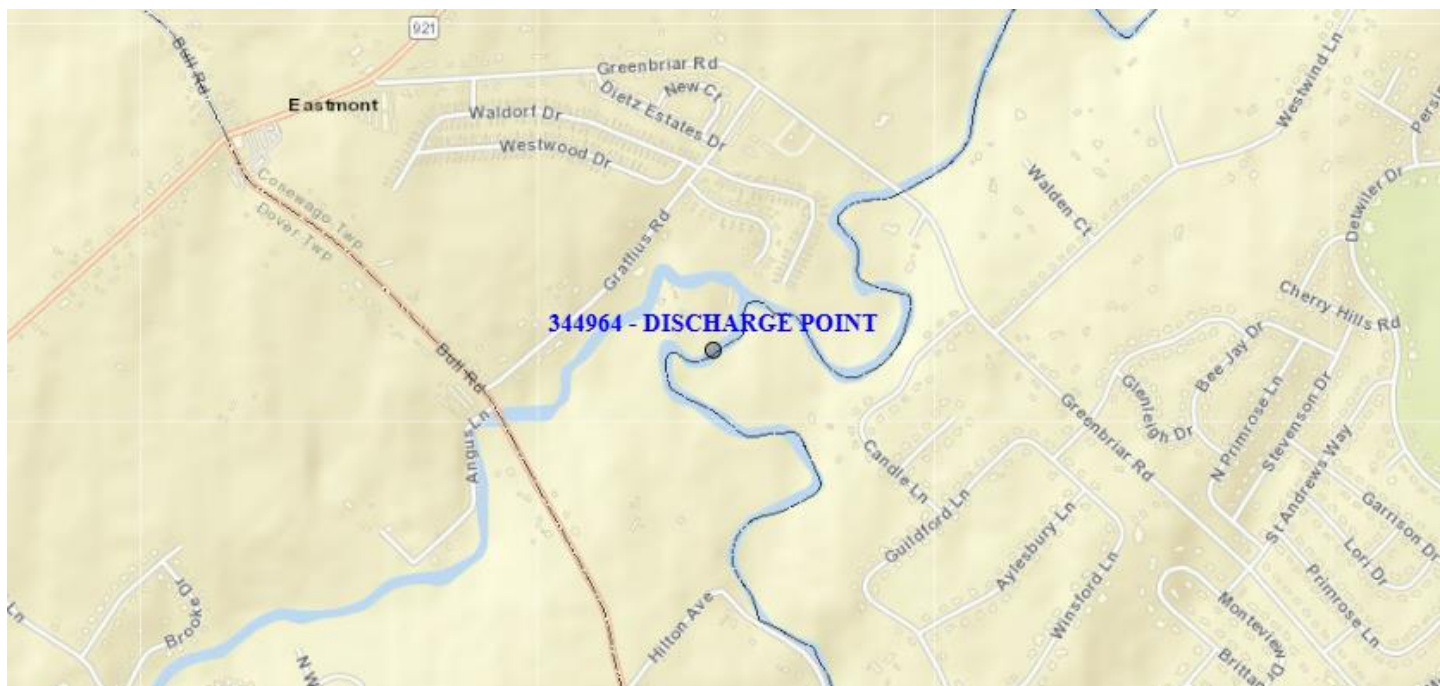 921
Bull Rd
Greenbriar Rd
Eastmont
New Ct
Dietz Estates Dr
Waldorf Dr
Westwood Dr
Westwind Ln
Walden Ct
Detwiler Dr
Conewago Twp
Dover Twp
Graffius Rd
Cherry Hills Rd
344964 - DISCHARGE POINT
Bee Jay Dr
Bull Rd
Glenleigh Dr
N Primrose Ln
Stevenson Dr
Angus Ln
Greenbriar Rd
St Andrews Way
Candle Ln
Guildford Ln
Garrison Dr
Aylesbury Ln
Lori Dr
Winsford Ln
Primrose Ln
Brooke Dr
Ln
Hilton Ave
Monteview Dr
N